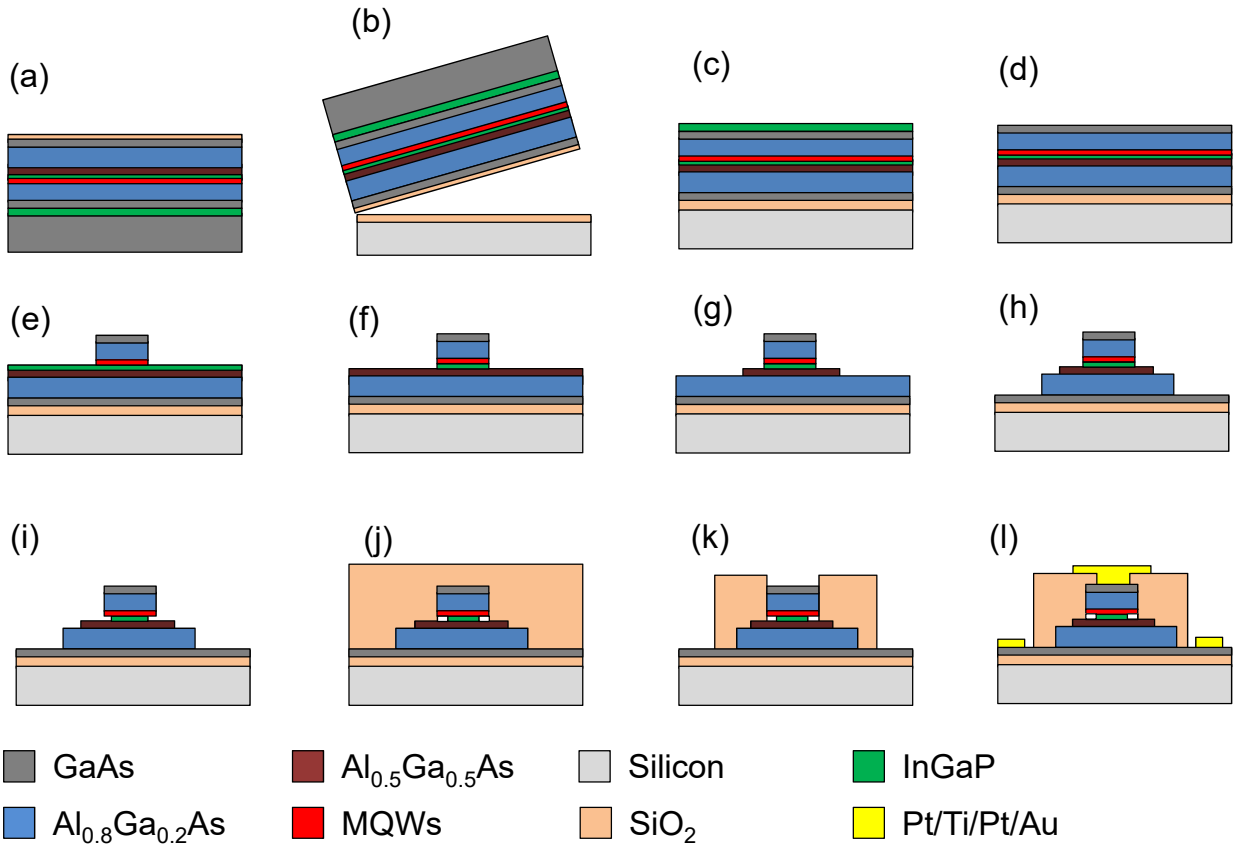 (a)
(b)
(c)
(d)
(e)
(f)
(g)
(h)
(i)
(j)
(k)
(l)
GaAs
Al0.5Ga0.5As
Silicon
InGaP
Al0.8Ga0.2As
MQWs
SiO2
Pt/Ti/Pt/Au